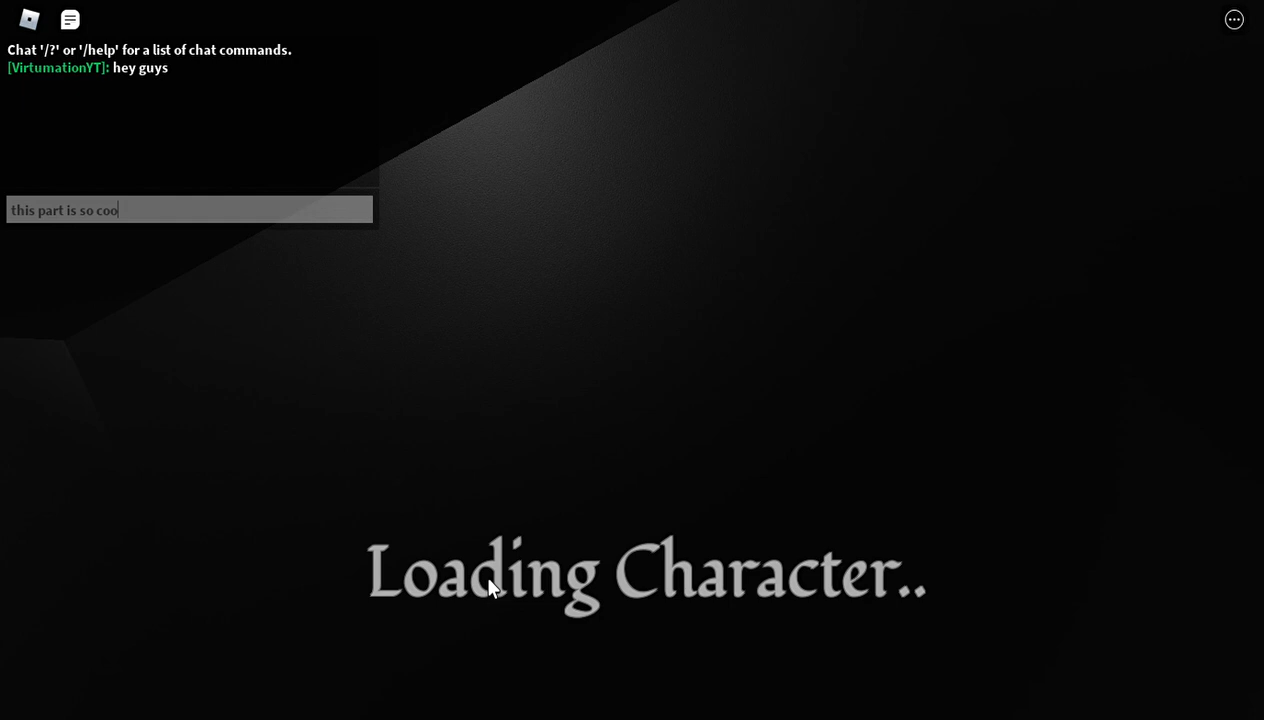 Chat '/?' or '/help' for a list of chat commands.
[VirtumationYT]: hey guys
this part is so coo
Loading Character..